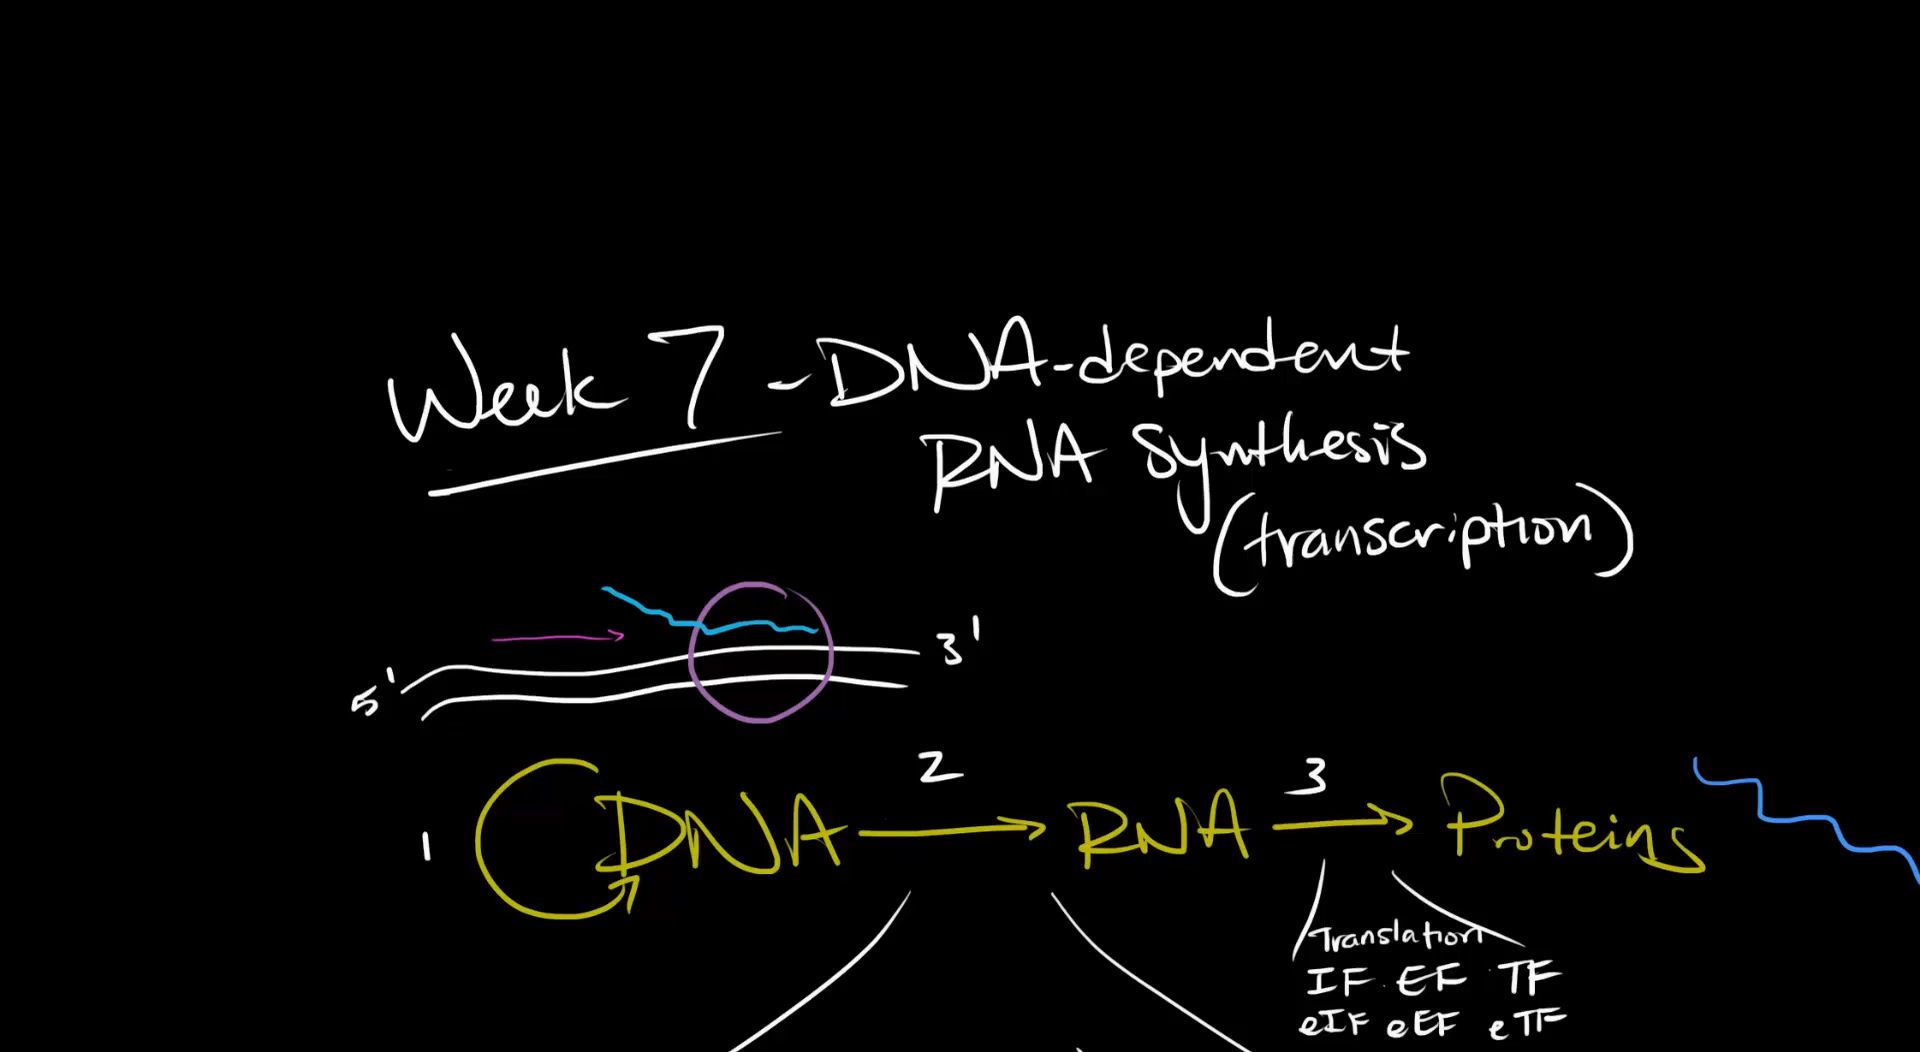 Week 7 - DNA-dependent
RNA synthesis
(transcription)
5' 3'
1 DNA 2 RNA 3 Proteins
Translation
IF EF TF
eIF eEF eTF